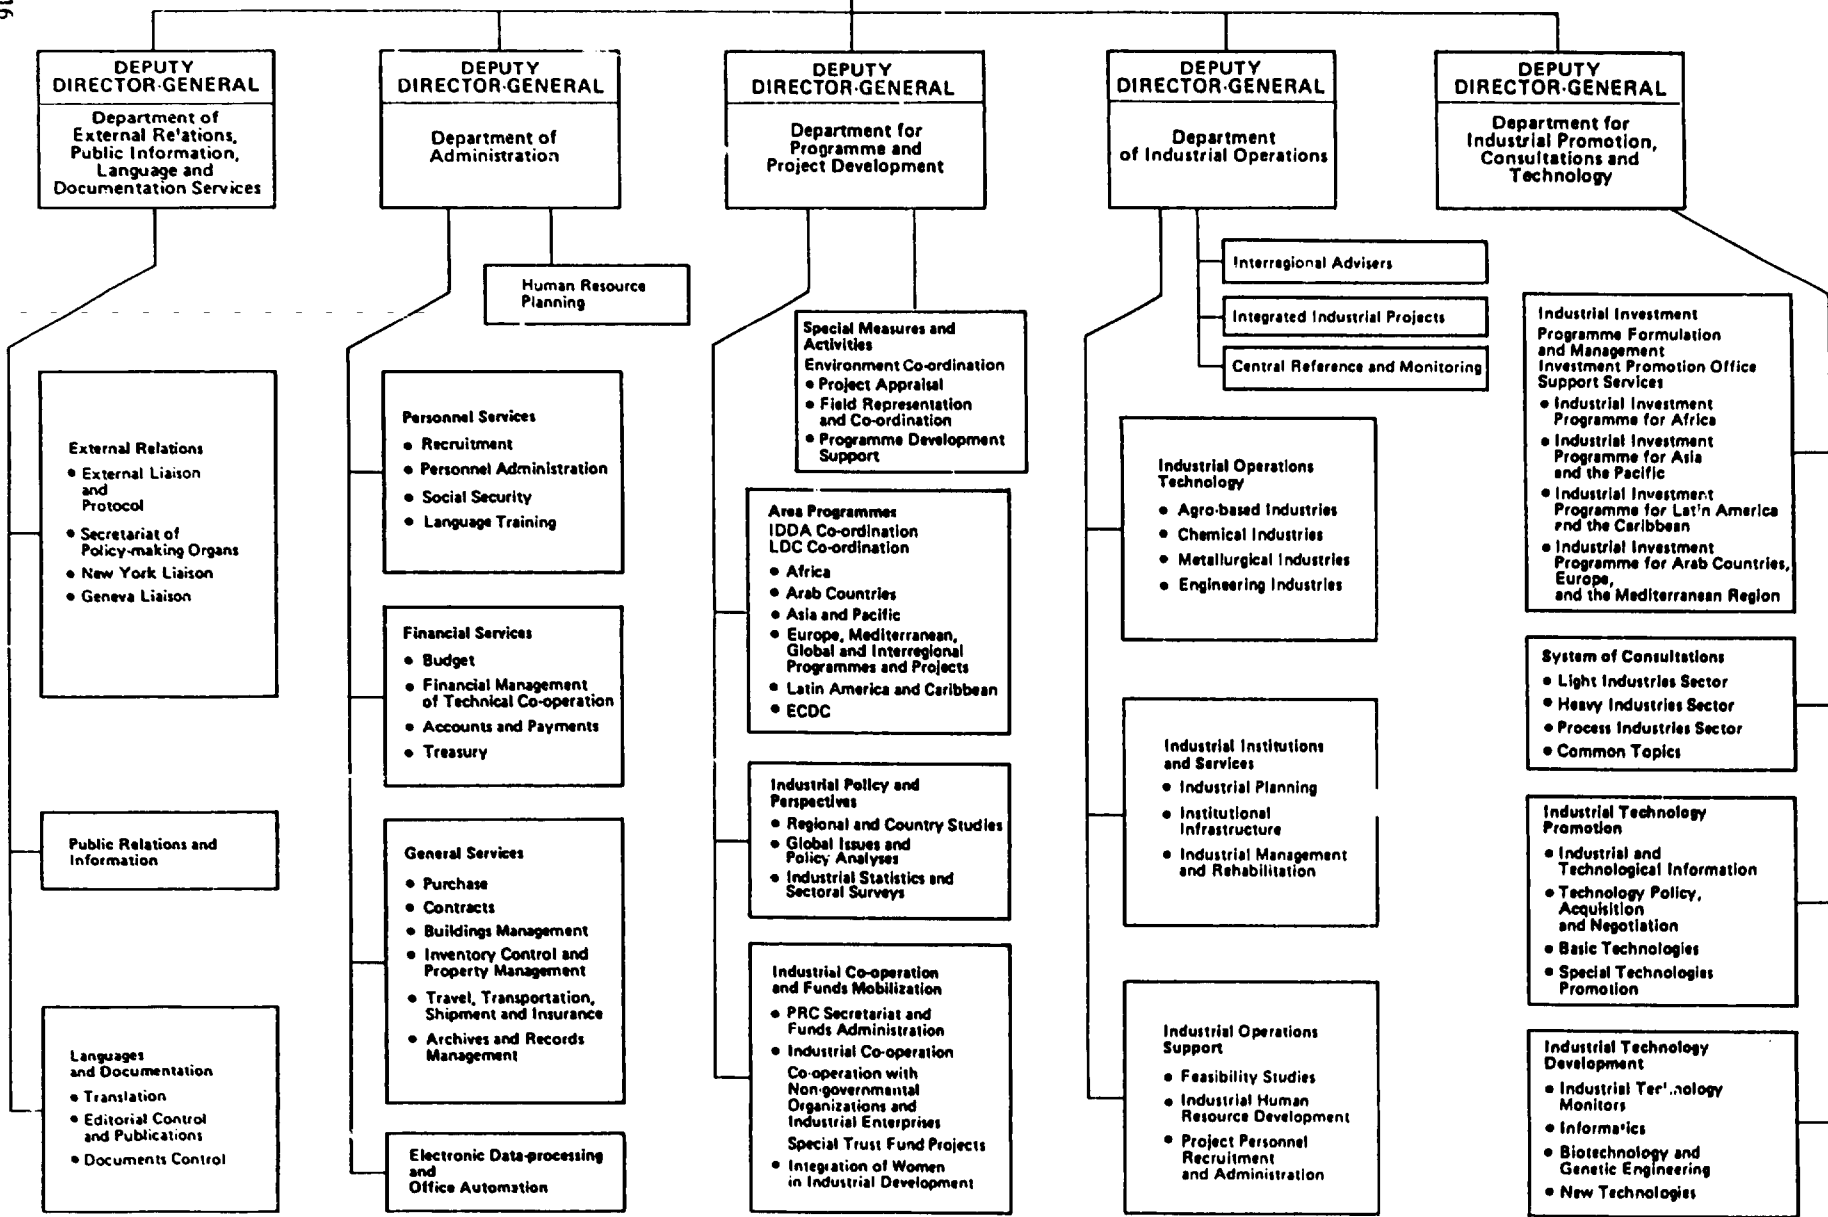 DEPUTY
DIRECTOR-GENERAL
Department of
External Relations,
Public Information,
Language and
Documentation Services
External Relations
• External Liaison
and
Protocol
• Secretariat of
Policy-making Organs
• New York Liaison
• Geneva Liaison
Public Relations and
Information
Languages
and Documentation
• Translation
• Editorial Control
and Publications
• Documents Control
DEPUTY
DIRECTOR-GENERAL
Department of
Administration
Human Resource
Planning
Personnel Services
• Recruitment
• Personnel Administration
• Social Security
• Language Training
Financial Services
• Budget
• Financial Management
of Technical Co-operation
• Accounts and Payments
• Treasury
General Services
• Purchase
• Contracts
• Buildings Management
• Inventory Control and
Property Management
• Travel, Transportation,
Shipment and Insurance
• Archives and Records
Management
Electronic Data-processing
and
Office Automation
DEPUTY
DIRECTOR-GENERAL
Department for
Programme and
Project Development
Special Measures and
Activities
Environment Co-ordination
• Project Appraisal
• Field Representation
and Co-ordination
• Programme Development
Support
Area Programmes
IDDA Co-ordination
LDC Co-ordination
• Africa
• Arab Countries
• Asia and Pacific
• Europe, Mediterranean,
Global and Interregional
Programmes and Projects
• Latin America and Caribbean
• ECDC
Industrial Policy and
Perspectives
• Regional and Country Studies
• Global Issues and
Policy Analyses
• Industrial Statistics and
Sectoral Surveys
Industrial Co-operation
and Funds Mobilization
• PRC Secretariat and
Funds Administration
• Industrial Co-operation
Co-operation with
Non-governmental
Organizations and
Industrial Enterprises
Special Trust Fund Projects
• Integration of Women
in Industrial Development
DEPUTY
DIRECTOR-GENERAL
Department
of Industrial Operations
Interregional Advisers
Integrated Industrial Projects
Central Reference and Monitoring
Industrial Operations
Technology
• Agro-based Industries
• Chemical Industries
• Metallurgical Industries
• Engineering Industries
Industrial Institutions
and Services
• Industrial Planning
• Institutional
Infrastructure
• Industrial Management
and Rehabilitation
Industrial Operations
Support
• Feasibility Studies
• Industrial Human
Resource Development
• Project Personnel
Recruitment
and Administration
DEPUTY
DIRECTOR-GENERAL
Department for
Industrial Promotion,
Consultations and
Technology
Industrial Investment
Programme Formulation
and Management
Investment Promotion Office
Support Services
• Industrial Investment
Programme for Africa
• Industrial Investment
Programme for Asia
and the Pacific
• Industrial Investment
Programme for Latin America
and the Caribbean
• Industrial Investment
Programme for Arab Countries,
Europe,
and the Mediterranean Region
System of Consultations
• Light Industries Sector
• Heavy Industries Sector
• Process Industries Sector
• Common Topics
Industrial Technology
Promotion
• Industrial and
Technological Information
• Technology Policy,
Acquisition
and Negotiation
• Basic Technologies
• Special Technologies
Promotion
Industrial Technology
Development
• Industrial Technology
Monitors
• Informatics
• Biotechnology and
Genetic Engineering
• New Technologies